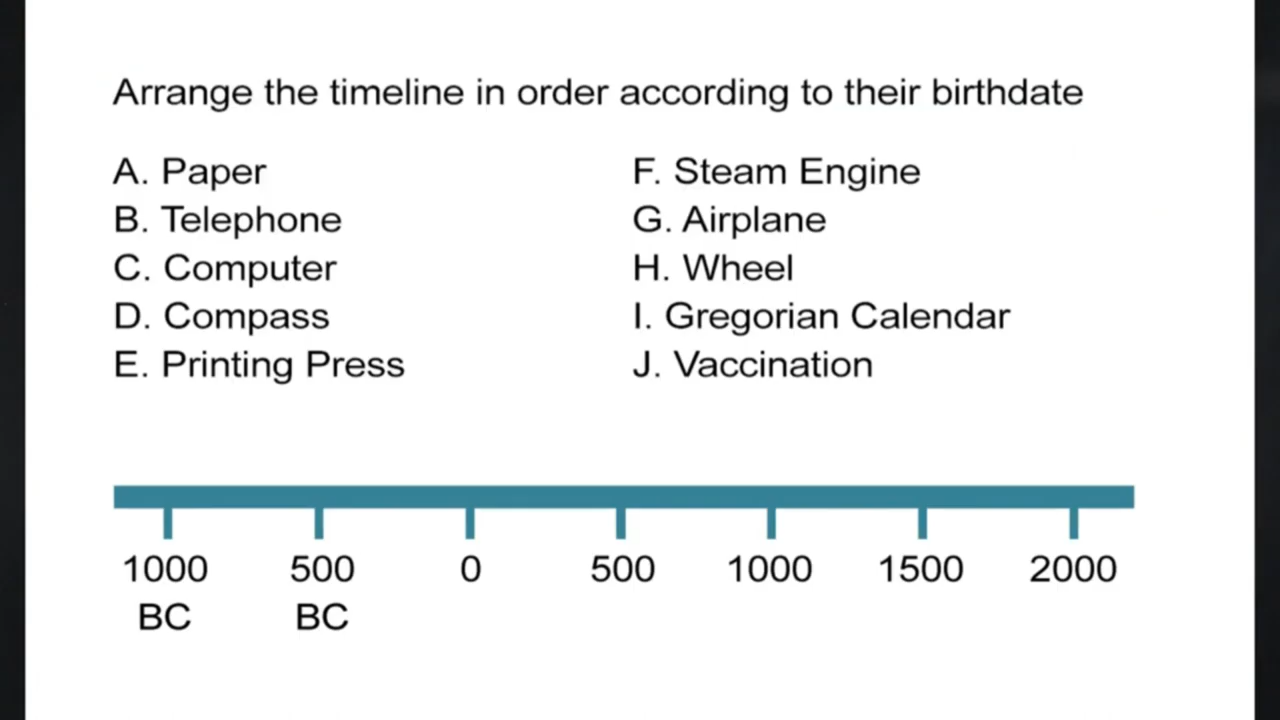 Arrange the timeline in order according to their birthdate
A. Paper
B. Telephone
C. Computer
D. Compass
E. Printing Press
F. Steam Engine
G. Airplane
H. Wheel
I. Gregorian Calendar
J. Vaccination
1000 BC
500 BC
0
500
1000
1500
2000